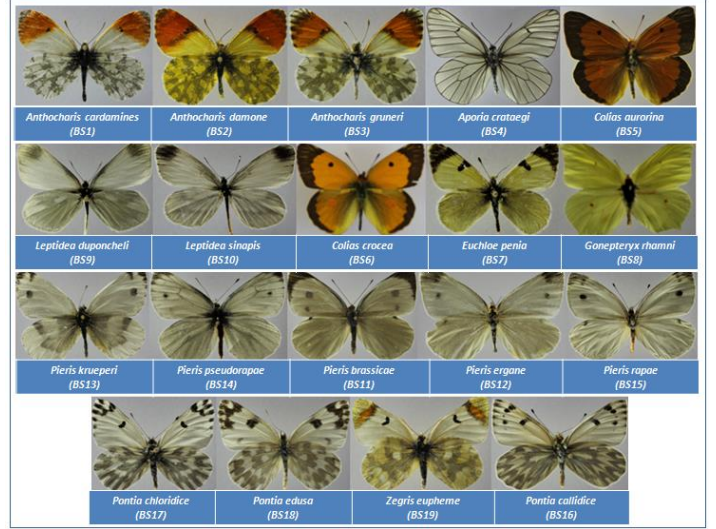 Anthocharis cardamines
(BS1)
Anthocharis damone
(BS2)
Anthocharis gruneri
(BS3)
Aporia crataegi
(BS4)
Colias aurorina
(BS5)
Leptidea duponcheli
(BS9)
Leptidea sinapis
(BS10)
Colias crocea
(BS6)
Euchloe penia
(BS7)
Gonepteryx rhamni
(BS8)
Pieris krueperi
(BS13)
Pieris pseudorapae
(BS14)
Pieris brassicae
(BS11)
Pieris ergane
(BS12)
Pieris rapae
(BS15)
Pontia chloridice
(BS17)
Pontia edusa
(BS18)
Zegris eupheme
(BS19)
Pontia callidice
(BS16)